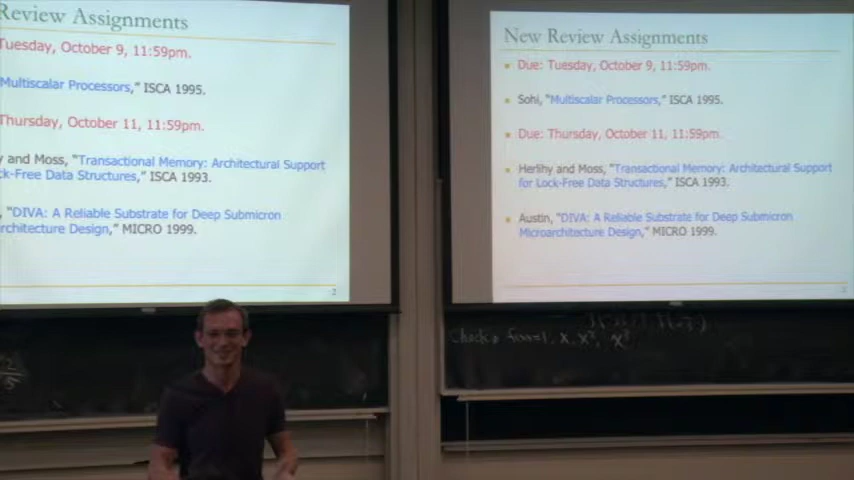 Review Assignments
Tuesday, October 9, 11:59pm.
Multiscalar Processors," ISCA 1995.
Thursday, October 11, 11:59pm.
y and Moss, "Transactional Memory: Architectural Support
ck-Free Data Structures," ISCA 1993.
, "DIVA: A Reliable Substrate for Deep Submicron
rchitecture Design," MICRO 1999.
2
New Review Assignments
Due: Tuesday, October 9, 11:59pm.
Sohi, "Multiscalar Processors," ISCA 1995.
Due: Thursday, October 11, 11:59pm.
Herlihy and Moss, "Transactional Memory: Architectural Support
for Lock-Free Data Structures," ISCA 1993.
Austin, "DIVA: A Reliable Substrate for Deep Submicron
Microarchitecture Design," MICRO 1999.
Check